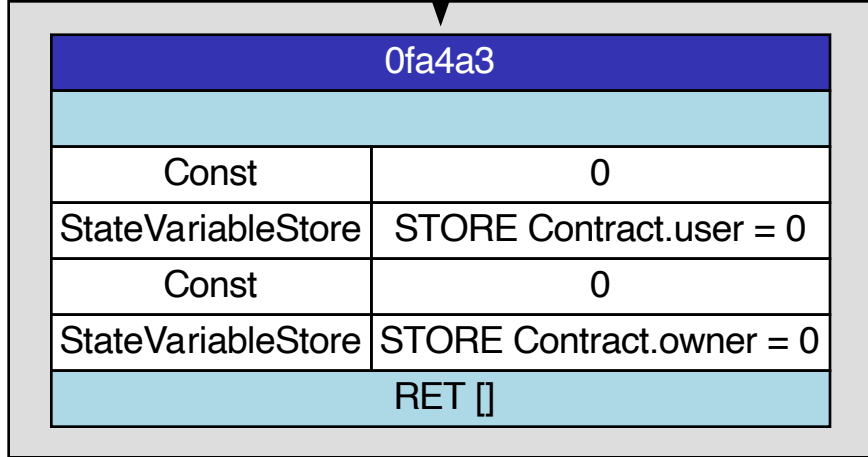 0fa4a3
Const 0
StateVariableStore STORE Contract.user = 0
Const 0
StateVariableStore STORE Contract.owner = 0
RET []